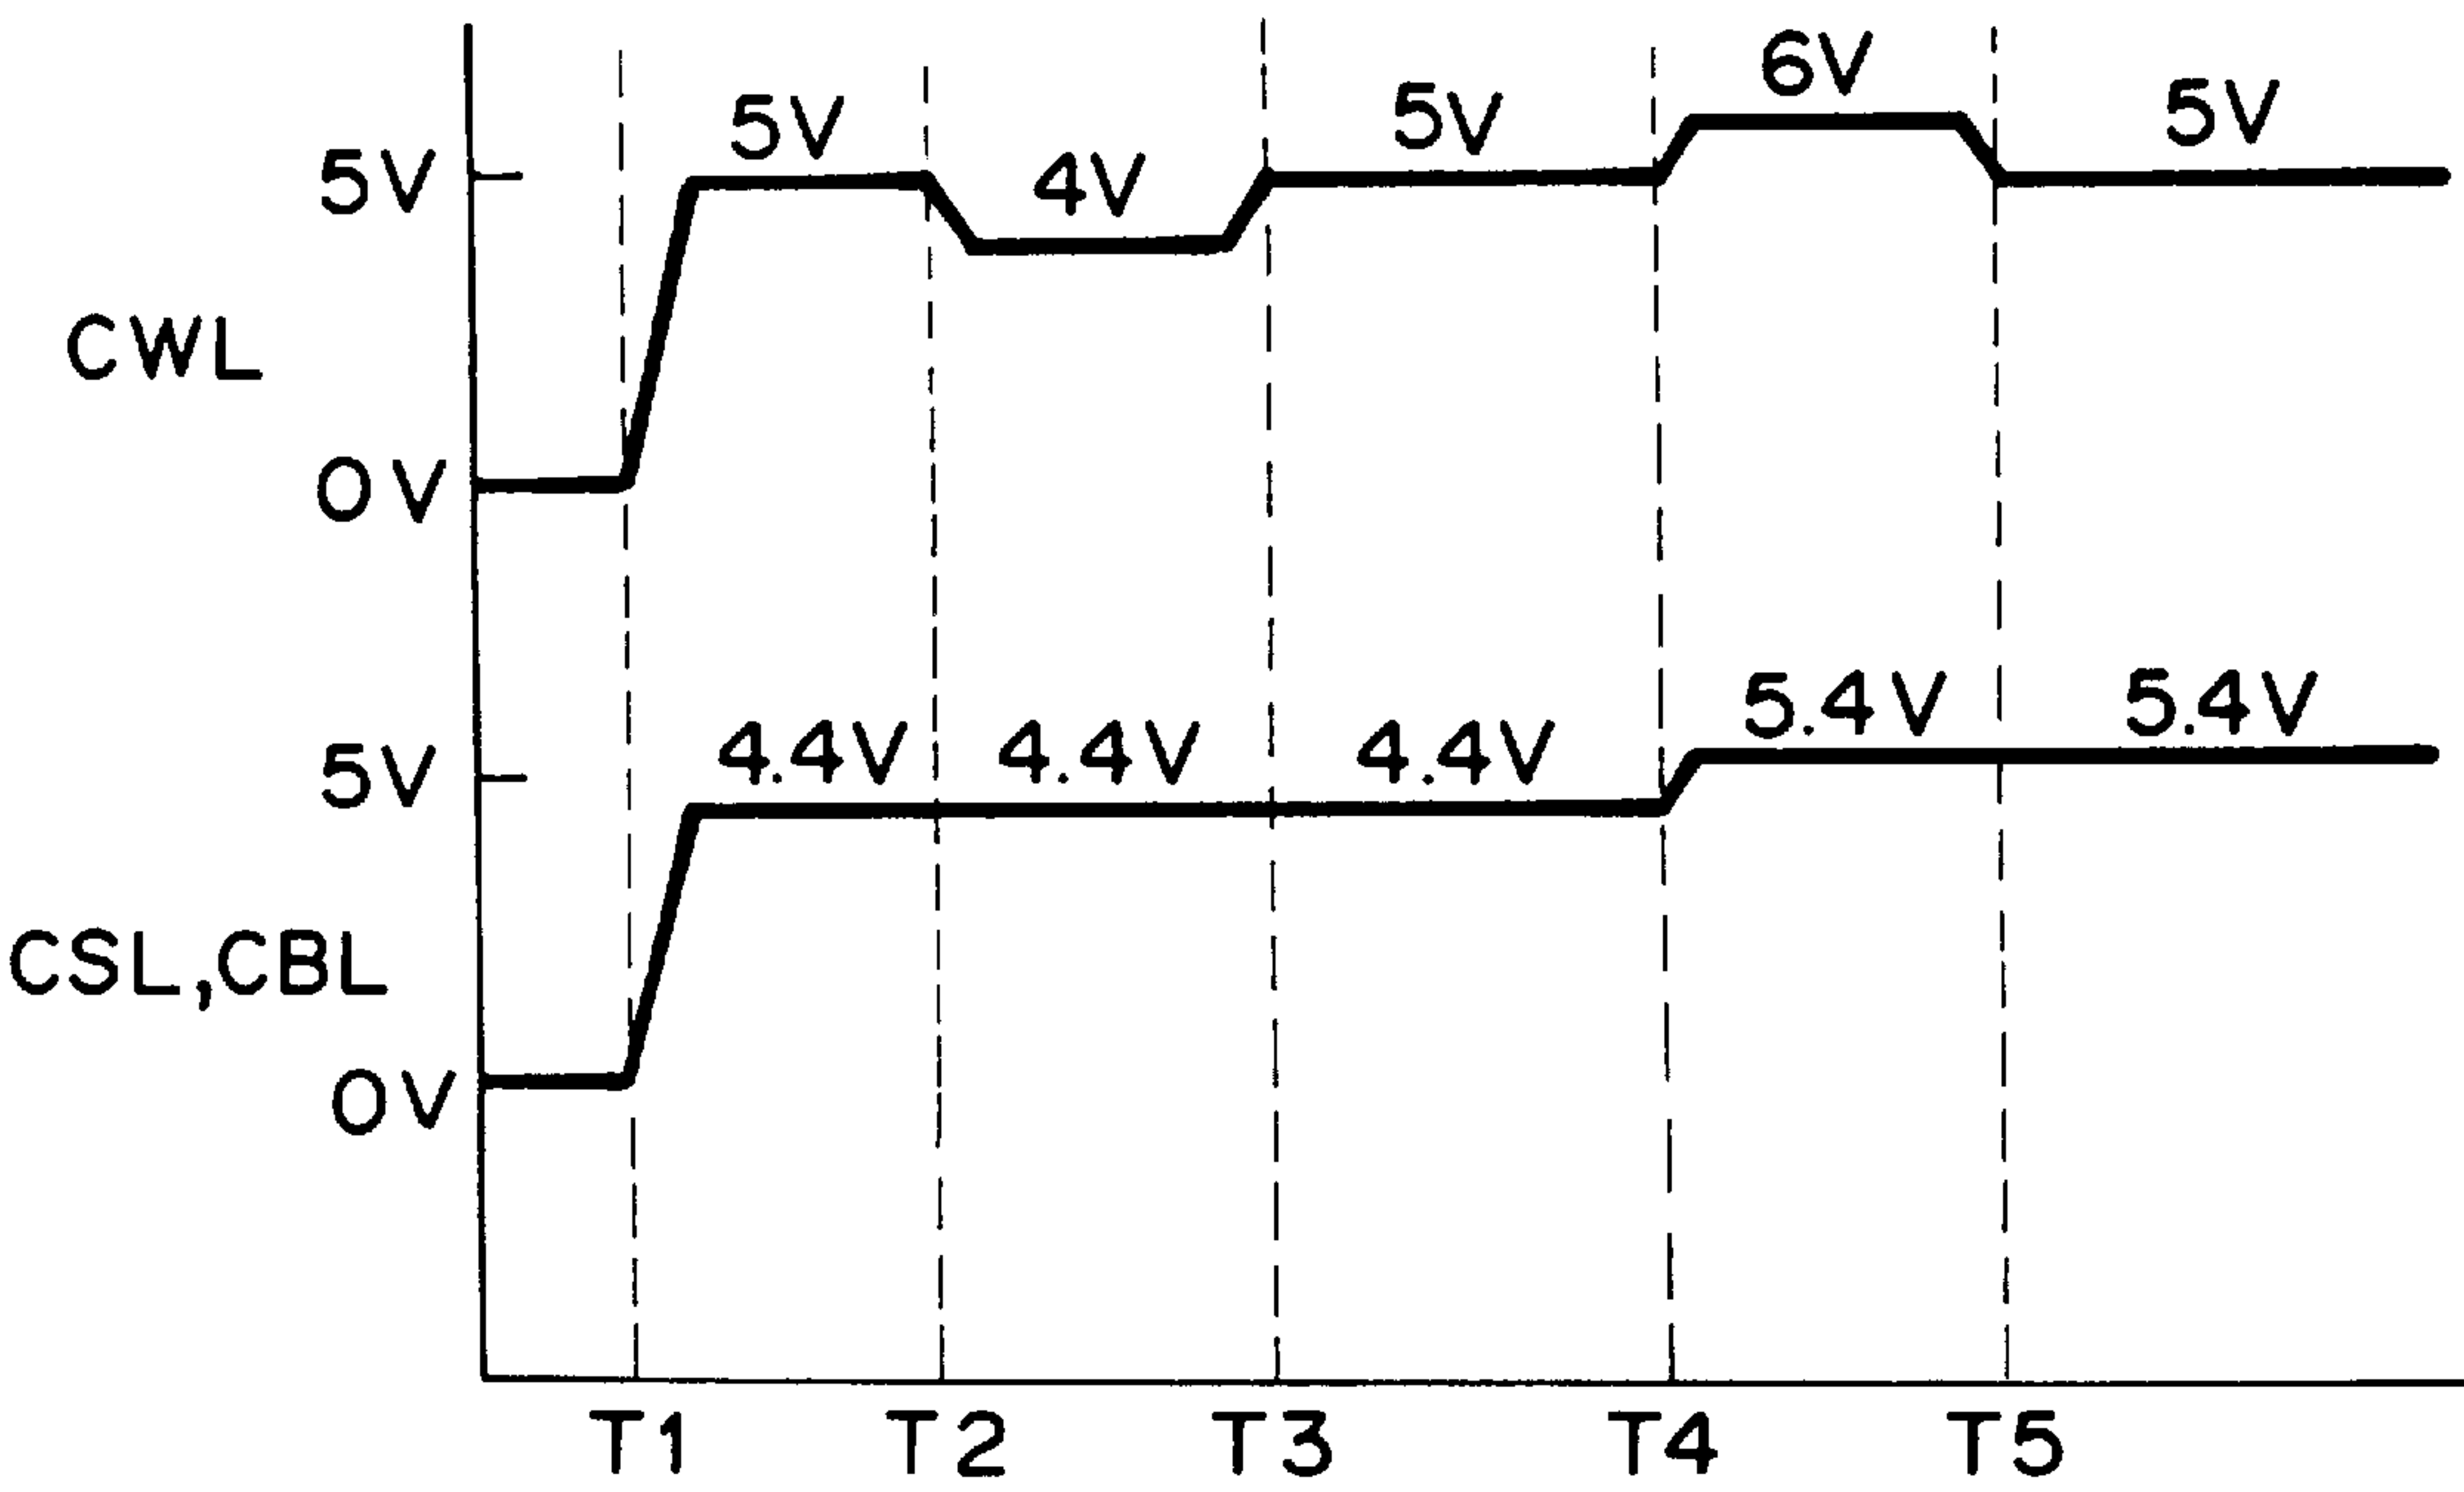 6V
5V 5V 5V
5V 4V
CWL
0V
5.4V 5.4V
5V 4.4V 4.4V 4.4V
CSL,CBL
0V
T1 T2 T3 T4 T5